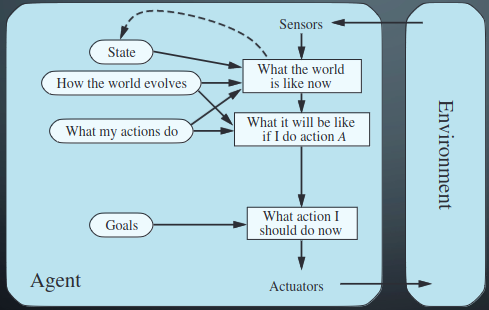 Sensors
State
What the world
is like now
How the world evolves
What it will be like
if I do action A
What my actions do
Environment
What action I
should do now
Goals
Agent
Actuators